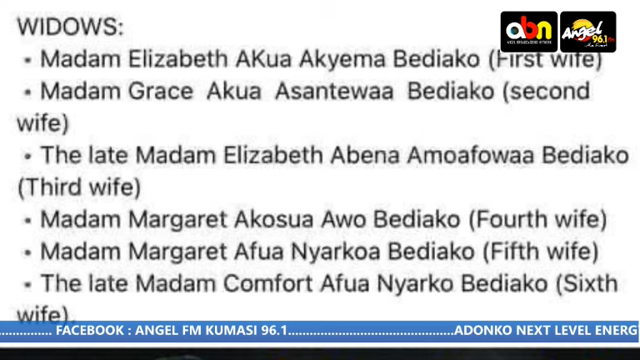 WIDOWS:
abn
Angel
96.1 fm
• Madam Elizabeth AKua Akyema Bediako (First wife)
• Madam Grace Akua Asantewaa Bediako (second
wife)
• The late Madam Elizabeth Abena Amoafowaa Bediako
(Third wife)
• Madam Margaret Akosua Awo Bediako (Fourth wife)
• Madam Margaret Afua Nyarkoa Bediako (Fifth wife)
• The late Madam Comfort Afua Nyarko Bediako (Sixth
wife).
................ FACEBOOK : ANGEL FM KUMASI 96.1................................................ADONKO NEXT LEVEL ENERG